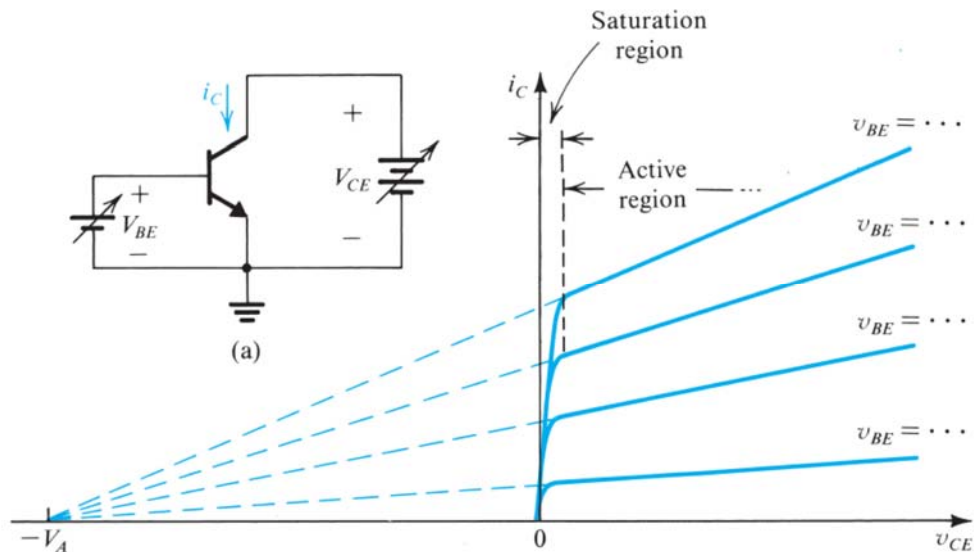 Saturation
region
i_C
i_C
v_BE = ···
+
+
V_CE
V_BE
−
−
(a)
Active
region
...
v_BE = ···
v_BE = ···
v_BE = ···
−V_A
0
v_CE